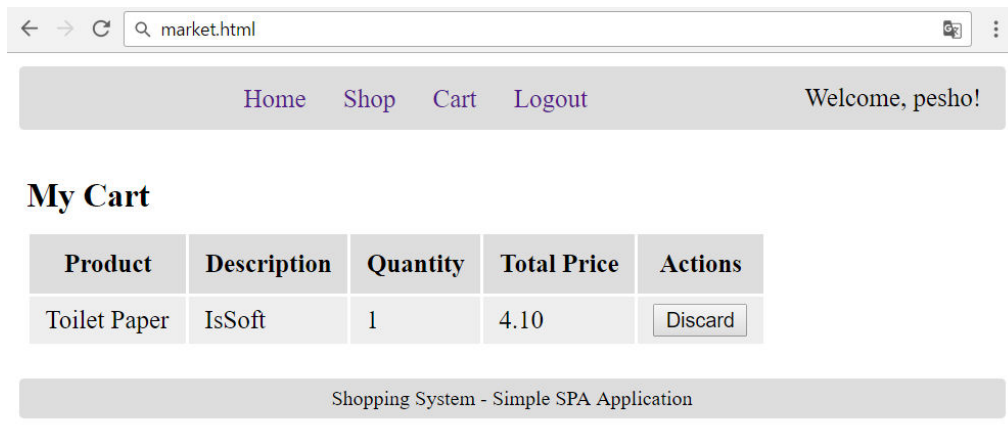 market.html
Home Shop Cart Logout Welcome, pesho!
My Cart
Product Description Quantity Total Price Actions
Toilet Paper IsSoft 1 4.10 Discard
Shopping System - Simple SPA Application